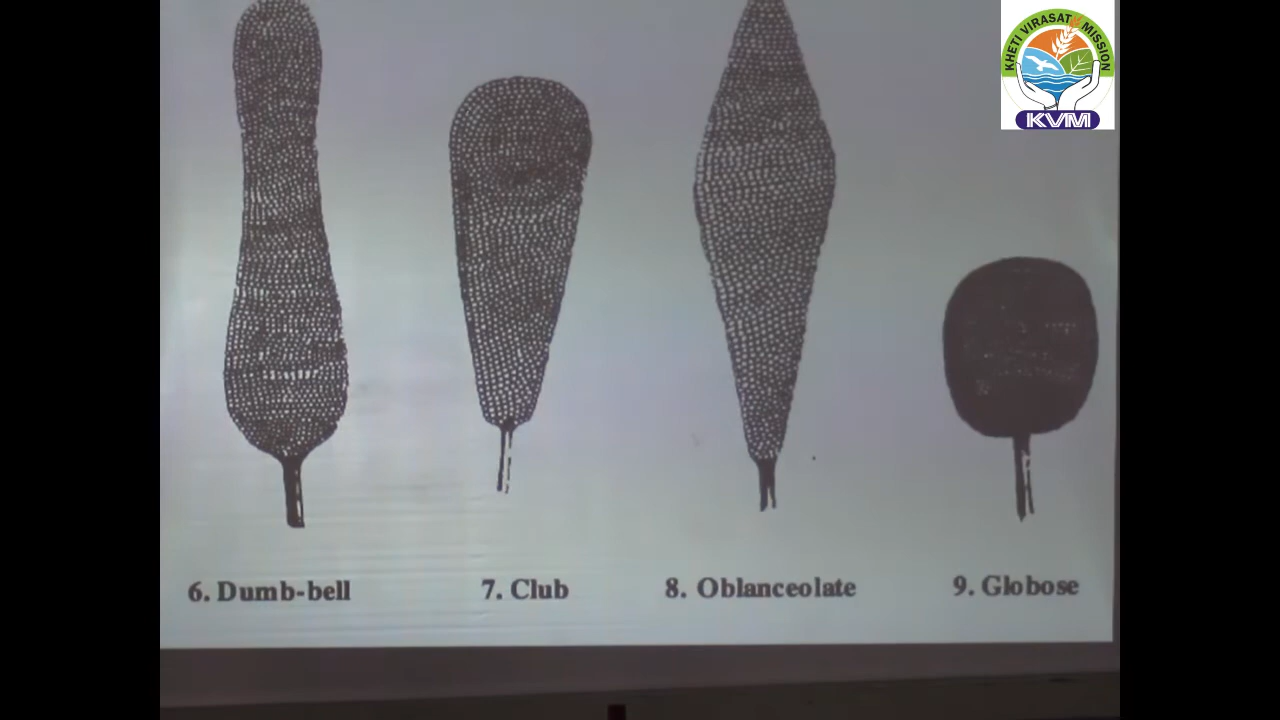 KHETI VIRASAT MISSION
KVM
6. Dumb-bell
7. Club
8. Oblanceolate
9. Globose